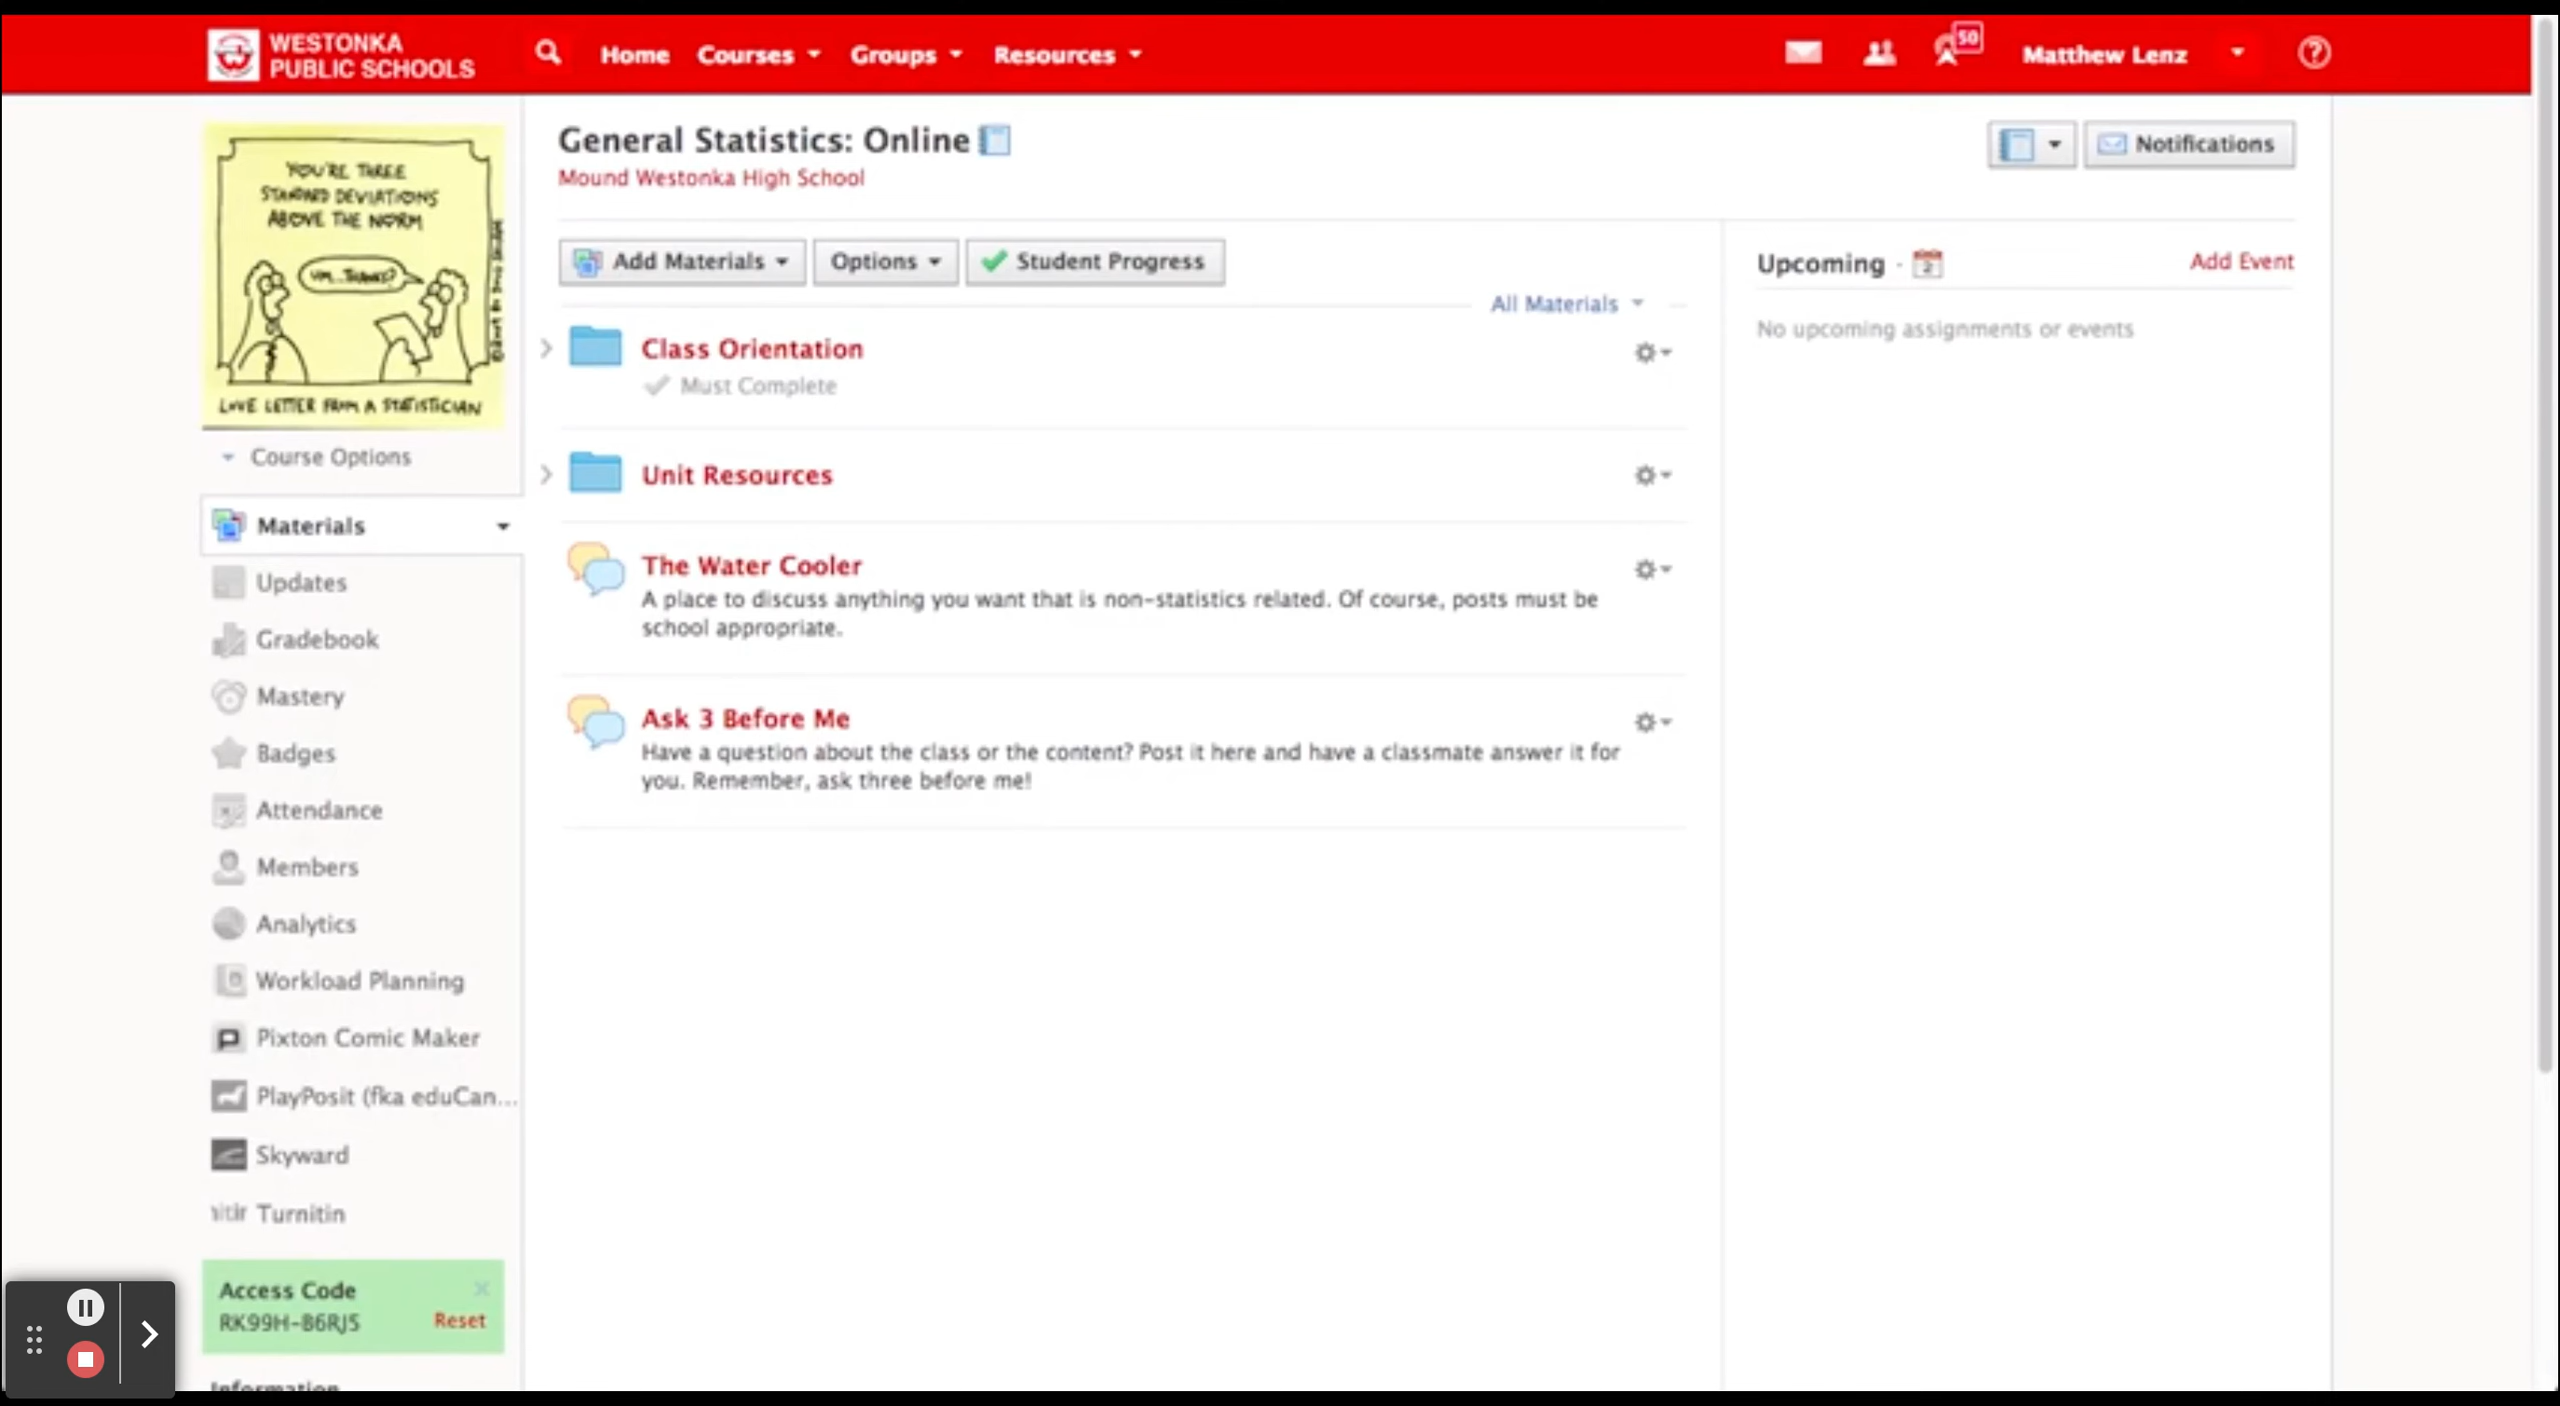 WESTONKA
PUBLIC SCHOOLS
Home
Courses
Groups
Resources
50
Matthew Lenz
YOU'RE THREE
STANDARD DEVIATIONS
ABOVE THE NORM
UM...THANKS?
LOVE LETTER FROM A STATISTICIAN
Course Options
Materials
Updates
Gradebook
Mastery
Badges
Attendance
Members
Analytics
Workload Planning
Pixton Comic Maker
PlayPosit (fka eduCan...
Skyward
Turnitin
Access Code
RK99H-B6RJ5
Reset
Information
General Statistics: Online
Mound Westonka High School
Notifications
Add Materials
Options
Student Progress
All Materials
Class Orientation
Must Complete
Unit Resources
The Water Cooler
A place to discuss anything you want that is non-statistics related. Of course, posts must be
school appropriate.
Ask 3 Before Me
Have a question about the class or the content? Post it here and have a classmate answer it for
you. Remember, ask three before me!
Upcoming ·
2
Add Event
No upcoming assignments or events